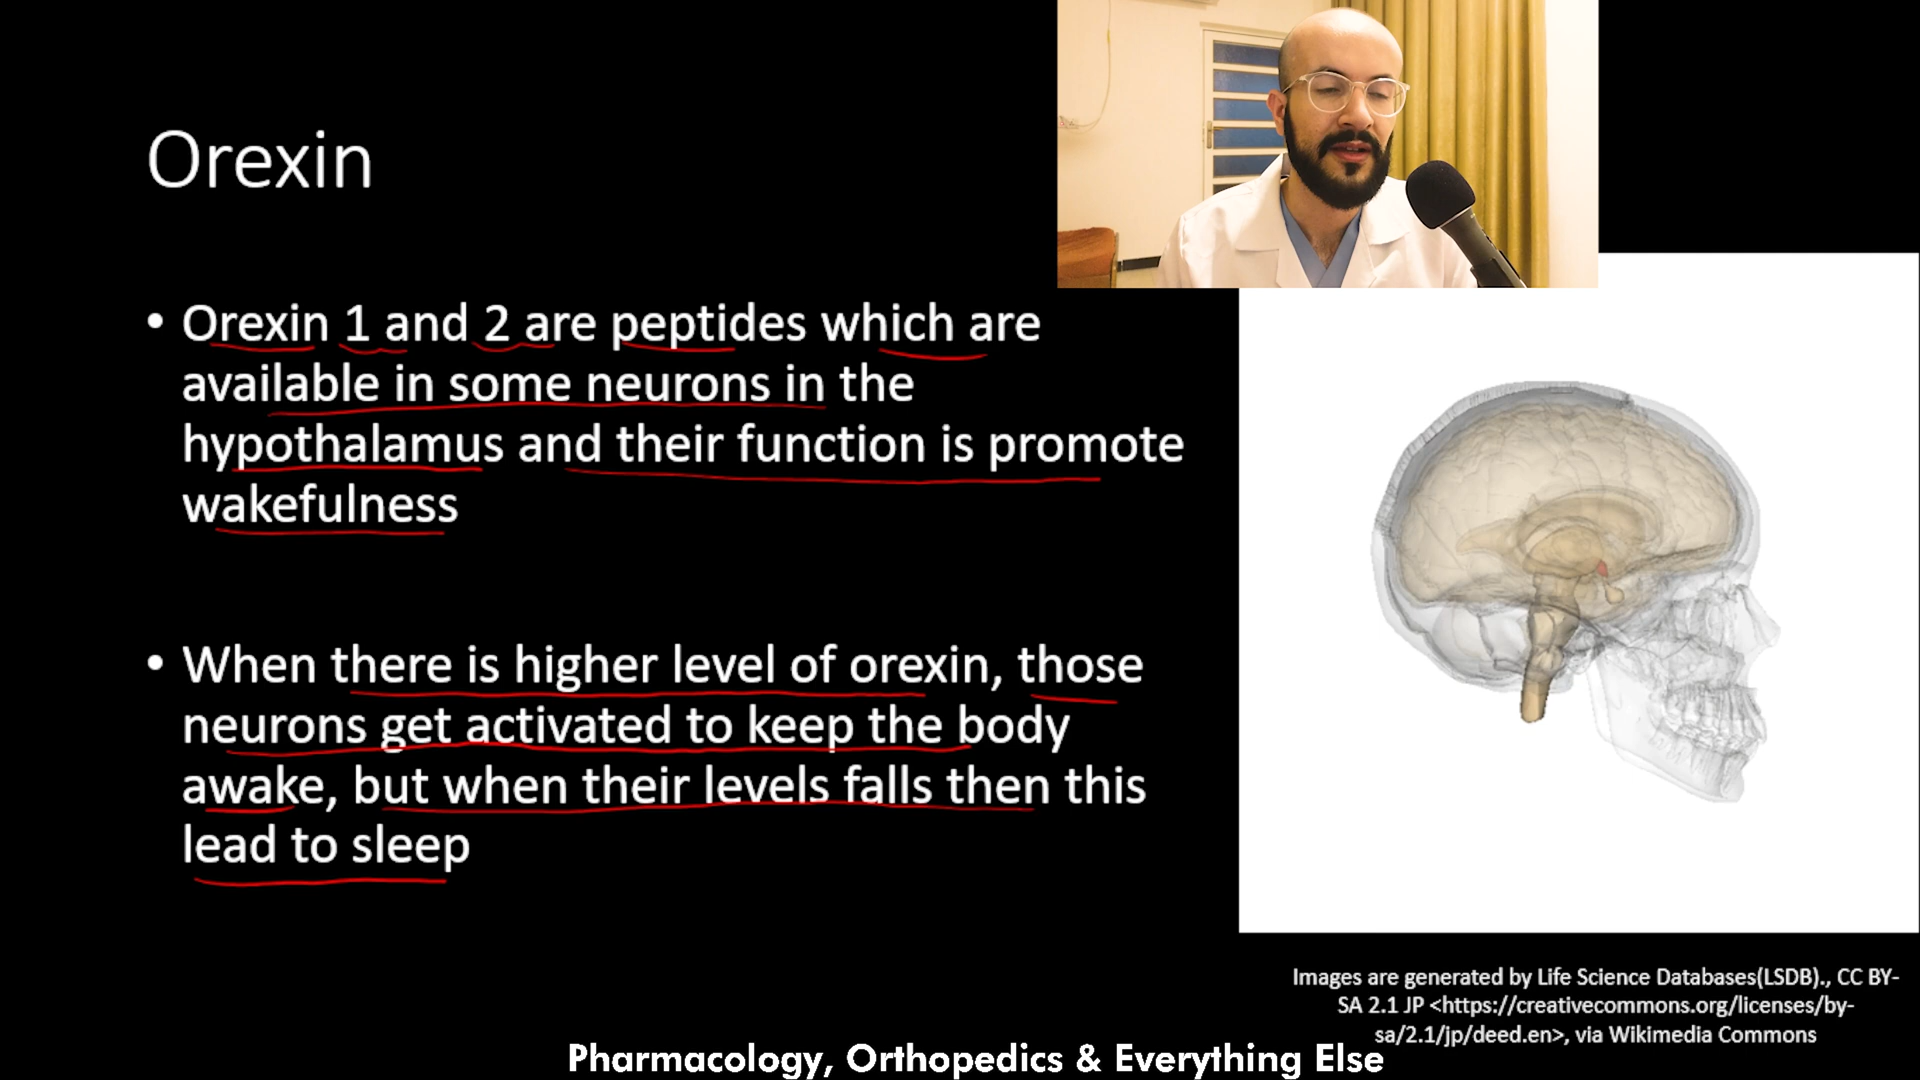 Orexin
• Orexin 1 and 2 are peptides which are
available in some neurons in the
hypothalamus and their function is promote
wakefulness
• When there is higher level of orexin, those
neurons get activated to keep the body
awake, but when their levels falls then this
lead to sleep
Images are generated by Life Science Databases(LSDB)., CC BY-
SA 2.1 JP <https://creativecommons.org/licenses/by-
sa/2.1/jp/deed.en>, via Wikimedia Commons
Pharmacology, Orthopedics & Everything Else